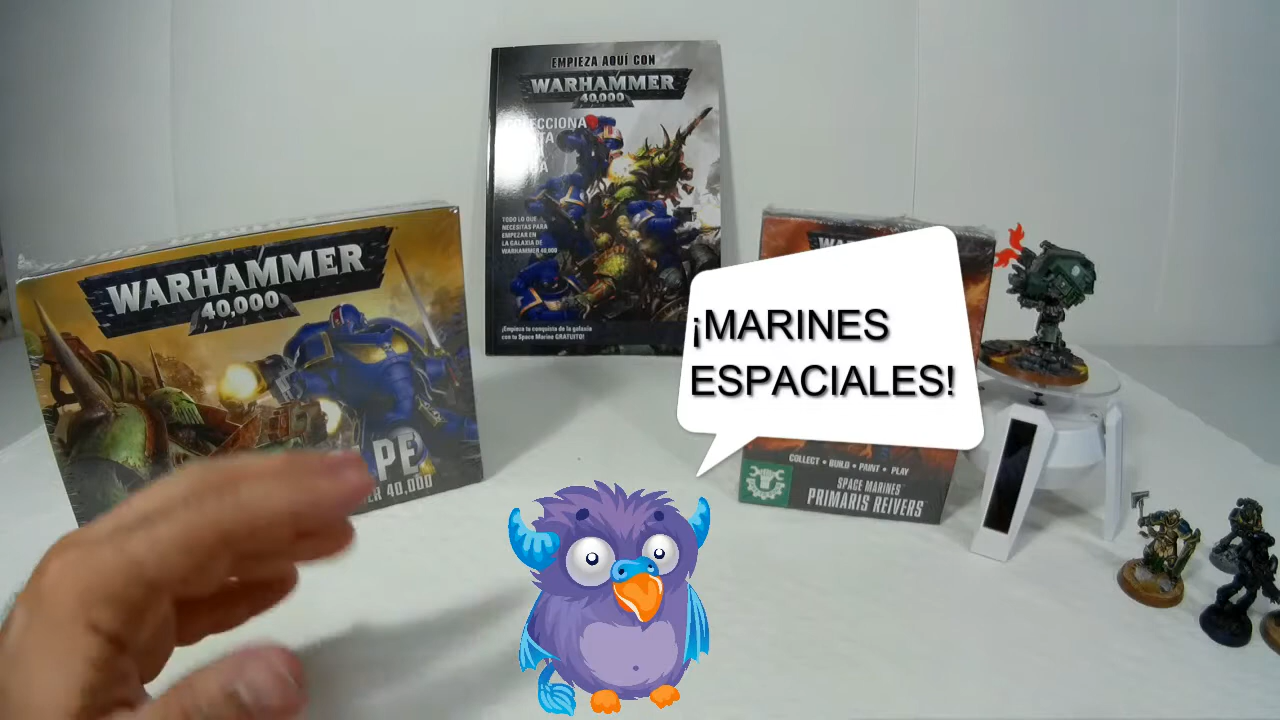 EMPIEZA AQUÍ CON
WARHAMMER
40,000
TODO LO QUE
NECESITAS PARA
EMPEZAR EN
LA GALAXIA DE
WARHAMMER 40.000
¡Empieza tu conquista de la galaxia
con tu Space Marine GRATUITO!
WARHAMMER
40,000
40,000
¡MARINES
ESPACIALES!
COLLECT • BUILD • PAINT • PLAY
SPACE MARINES
PRIMARIS REIVERS